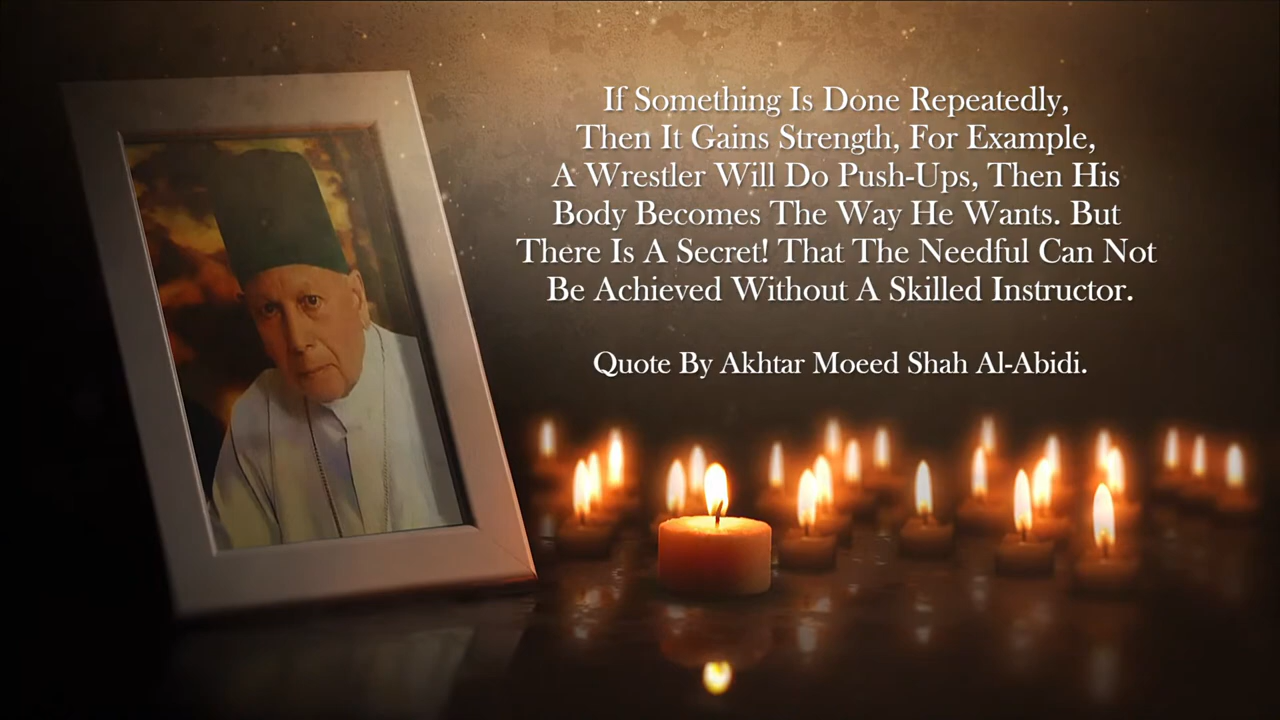 If Something Is Done Repeatedly,
Then It Gains Strength, For Example,
A Wrestler Will Do Push-Ups, Then His
Body Becomes The Way He Wants. But
There Is A Secret! That The Needful Can Not
Be Achieved Without A Skilled Instructor.
Quote By Akhtar Moeed Shah Al-Abidi.